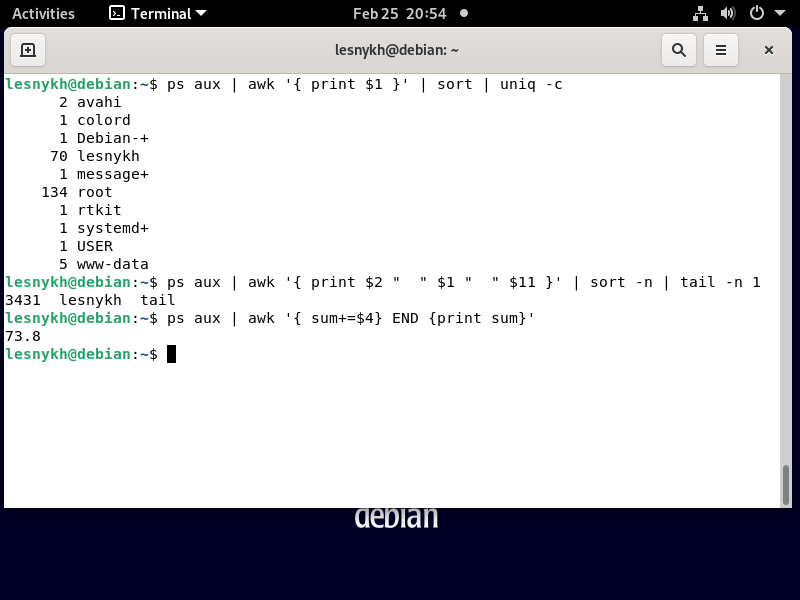 Activities Terminal Feb 25 20:54
lesnykh@debian: ~
lesnykh@debian:~$ ps aux | awk '{ print $1 }' | sort | uniq -c
      2 avahi
      1 colord
      1 Debian-+
     70 lesnykh
      1 message+
    134 root
      1 rtkit
      1 systemd+
      1 USER
      5 www-data
lesnykh@debian:~$ ps aux | awk '{ print $2 "  " $1 "  " $11 }' | sort -n | tail -n 1
3431  lesnykh  tail
lesnykh@debian:~$ ps aux | awk '{ sum+=$4} END {print sum}'
73.8
lesnykh@debian:~$
debian